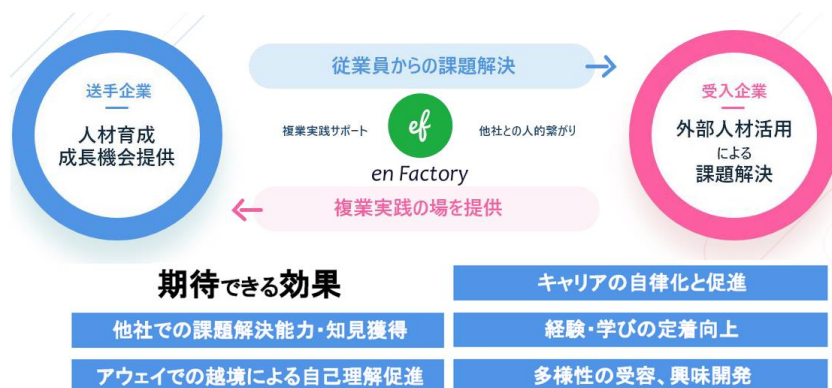 従業員からの課題解決
送手企業
人材育成
成長機会提供
複業実践サポート
ef
他社との人的繋がり
en Factory
複業実践の場を提供
受入企業
外部人材活用
による
課題解決
期待できる効果
キャリアの自律化と促進
他社での課題解決能力・知見獲得
経験・学びの定着向上
アウェイでの越境による自己理解促進
多様性の受容、興味開発